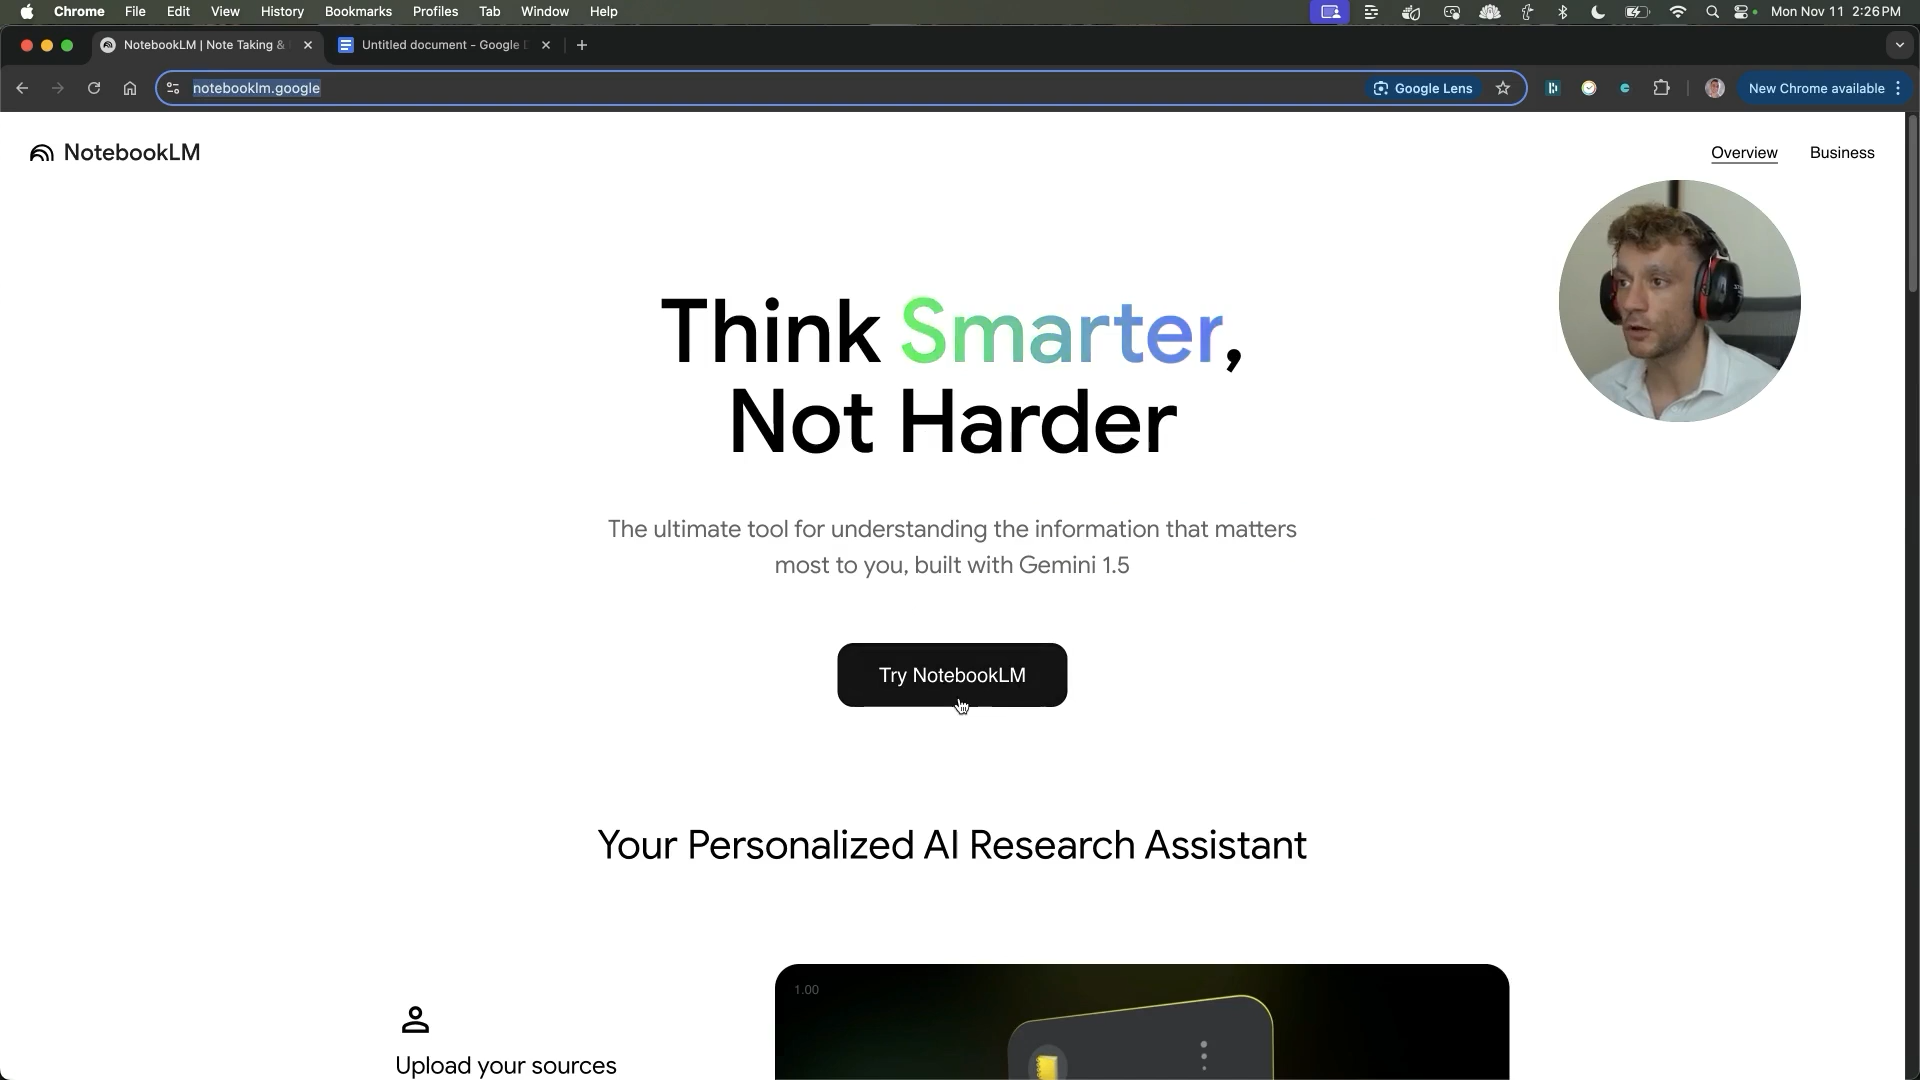 Chrome File Edit View History Bookmarks Profiles Tab Window Help Mon Nov 11 2:26 PM
NotebookLM | Note Taking & Untitled document - Google
notebooklm.google Google Lens New Chrome available
NotebookLM Overview Business
Think Smarter,
Not Harder
The ultimate tool for understanding the information that matters
most to you, built with Gemini 1.5
Try NotebookLM
Your Personalized AI Research Assistant
1.00
Upload your sources